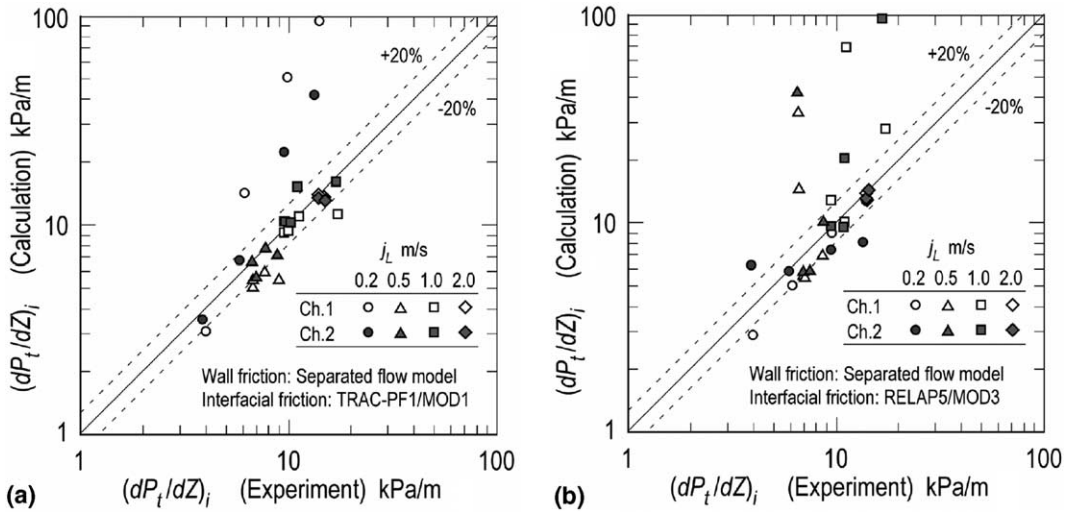 100
+20%
-20%
(dP_t/dZ)_i (Calculation) kPa/m
10
j_L m/s
0.2 0.5 1.0 2.0
Ch.1
Ch.2
Wall friction: Separated flow model
Interfacial friction: TRAC-PF1/MOD1
1
1 10 100
(a) (dP_t/dZ)_i (Experiment) kPa/m
100
+20%
-20%
(dP_t/dZ)_i (Calculation) kPa/m
10
j_L m/s
0.2 0.5 1.0 2.0
Ch.1
Ch.2
Wall friction: Separated flow model
Interfacial friction: RELAP5/MOD3
1
1 10 100
(b) (dP_t/dZ)_i (Experiment) kPa/m